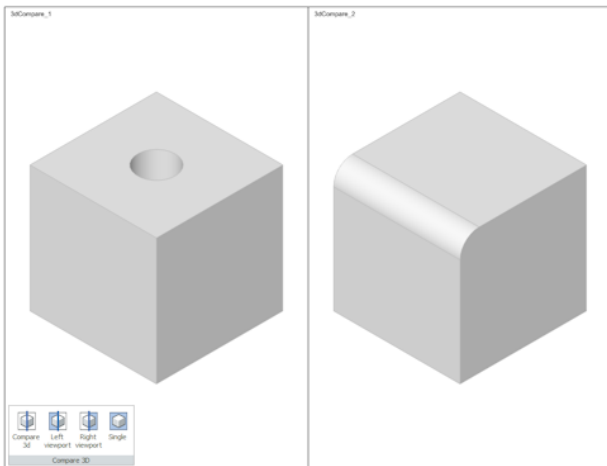 3dCompare_1
3dCompare_2
Compare 3d
Left viewport
Right viewport
Single
Compare 3D